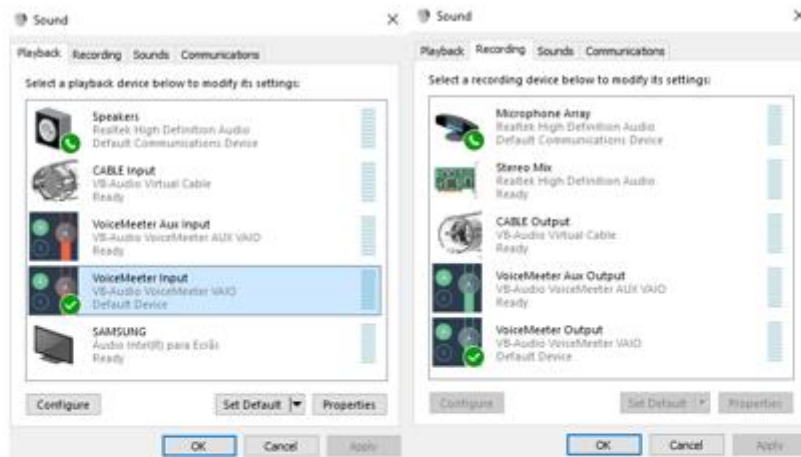 Sound
Playback Recording Sounds Communications
Select a playback device below to modify its settings:
Speakers
Realtek High Definition Audio
Default Communications Device
CABLE Input
VB-Audio Virtual Cable
Ready
VoiceMeeter Aux Input
VB-Audio VoiceMeeter AUX VAIO
Ready
VoiceMeeter Input
VB-Audio VoiceMeeter VAIO
Default Device
SAMSUNG
Áudio Intel(R) para Ecrãs
Ready
Configure Set Default Properties
OK Cancel Apply
Sound
Playback Recording Sounds Communications
Select a recording device below to modify its settings:
Microphone Array
Realtek High Definition Audio
Default Communications Device
Stereo Mix
Realtek High Definition Audio
Ready
CABLE Output
VB-Audio Virtual Cable
Ready
VoiceMeeter Aux Output
VB-Audio VoiceMeeter AUX VAIO
Ready
VoiceMeeter Output
VB-Audio VoiceMeeter VAIO
Default Device
Configure Set Default Properties
OK Cancel Apply